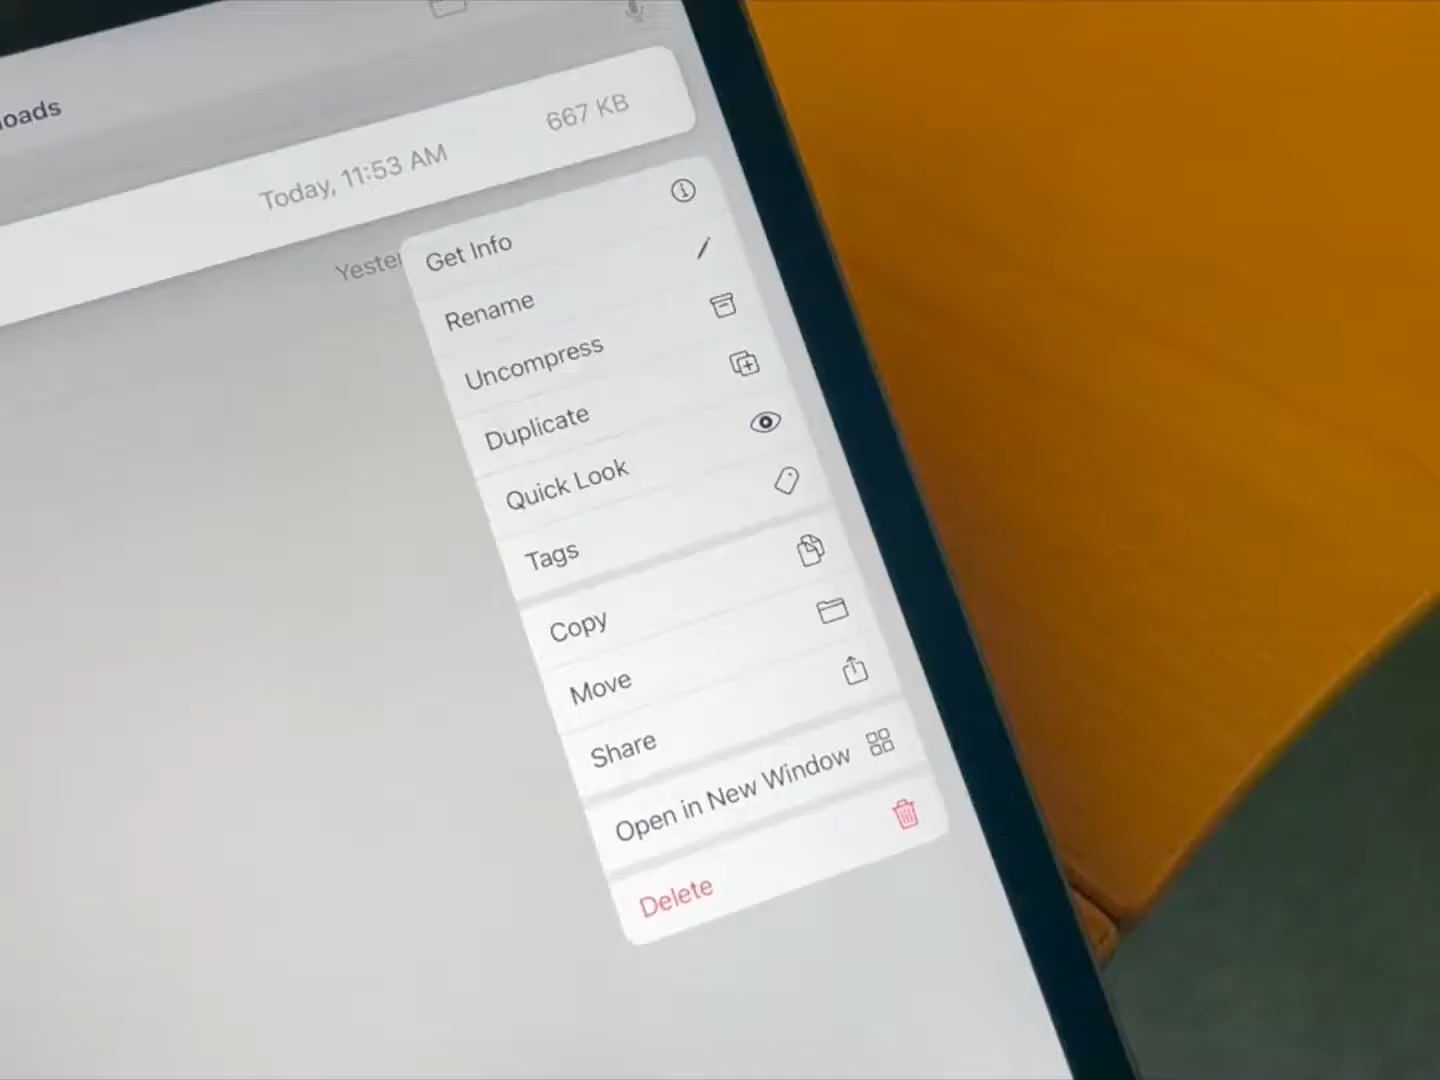 loads
Today, 11:53 AM 667 KB
Yester
Get Info
Rename
Uncompress
Duplicate
Quick Look
Tags
Copy
Move
Share
Open in New Window
Delete